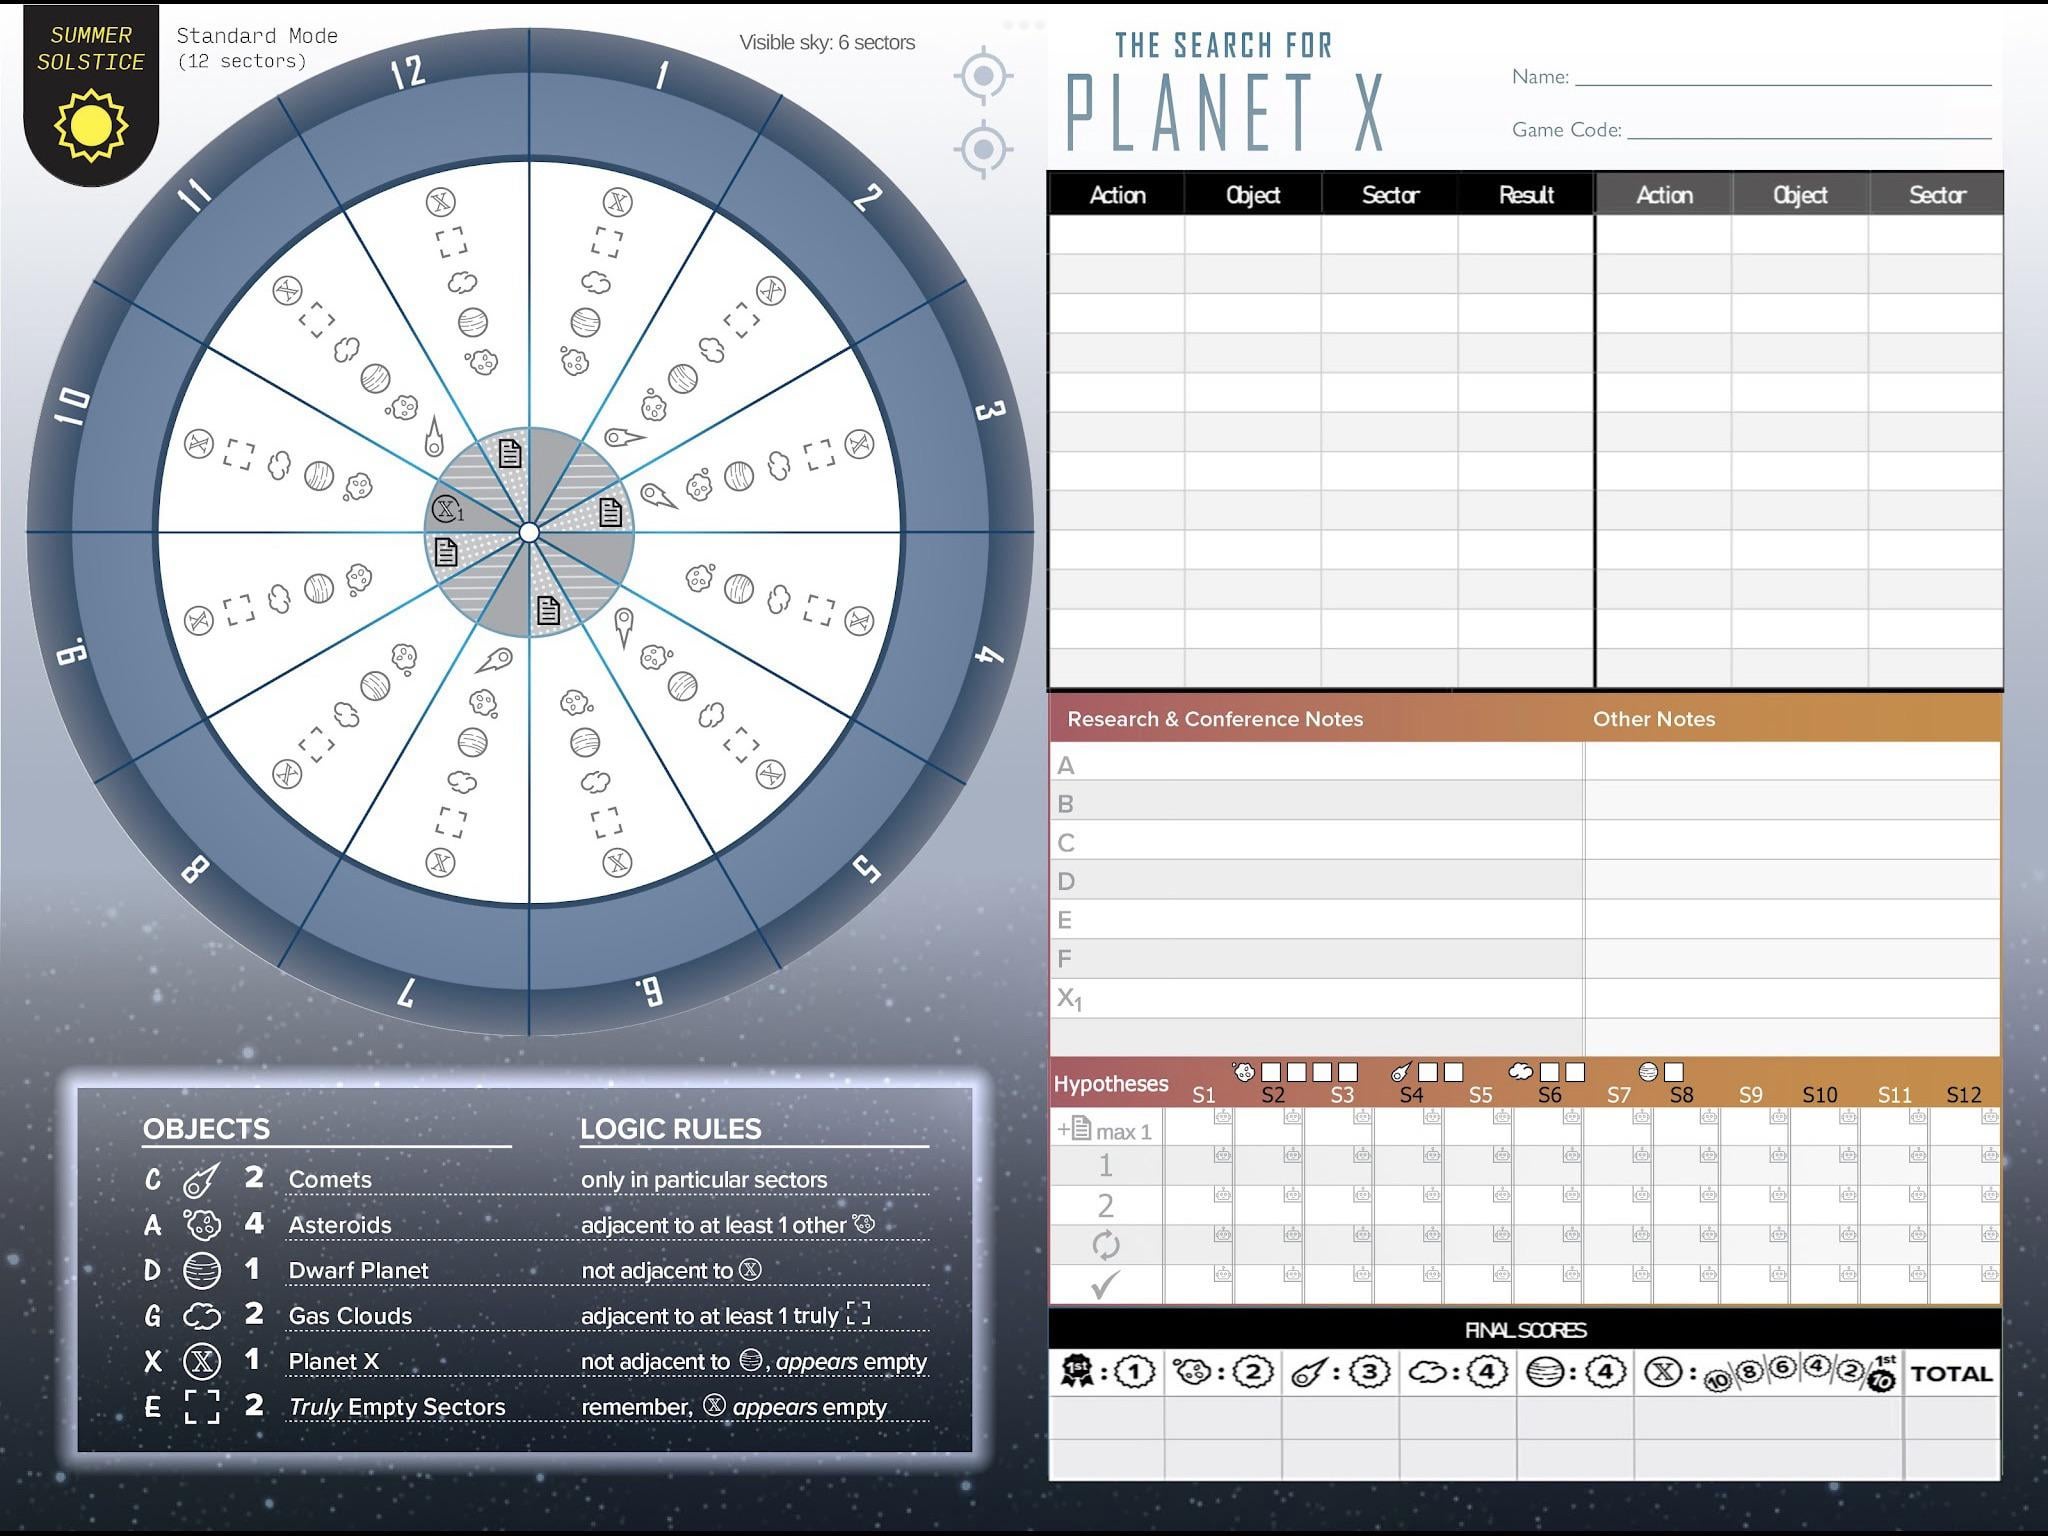 SUMMER
SOLSTICE
Standard Mode
(12 sectors)
Visible sky: 6 sectors
12
1
11
2
10
3
9.
4
8
5
7
6.
X1
THE SEARCH FOR
PLANET X
Name:
Game Code:
Action Object Sector Result Action Object Sector
Research & Conference Notes Other Notes
A
B
C
D
E
F
X1
Hypotheses S1 S2 S3 S4 S5 S6 S7 S8 S9 S10 S11 S12
+ max 1
1
2
FINAL SCORES
1st : 1 : 2 : 3 : 4 : 4 X : 10 / 8 / 6 / 4 / 2 / 1st 10 TOTAL
OBJECTS LOGIC RULES
C 2 Comets only in particular sectors
A 4 Asteroids adjacent to at least 1 other
D 1 Dwarf Planet not adjacent to X
G 2 Gas Clouds adjacent to at least 1 truly
X X 1 Planet X not adjacent to , appears empty
E 2 Truly Empty Sectors remember, X appears empty